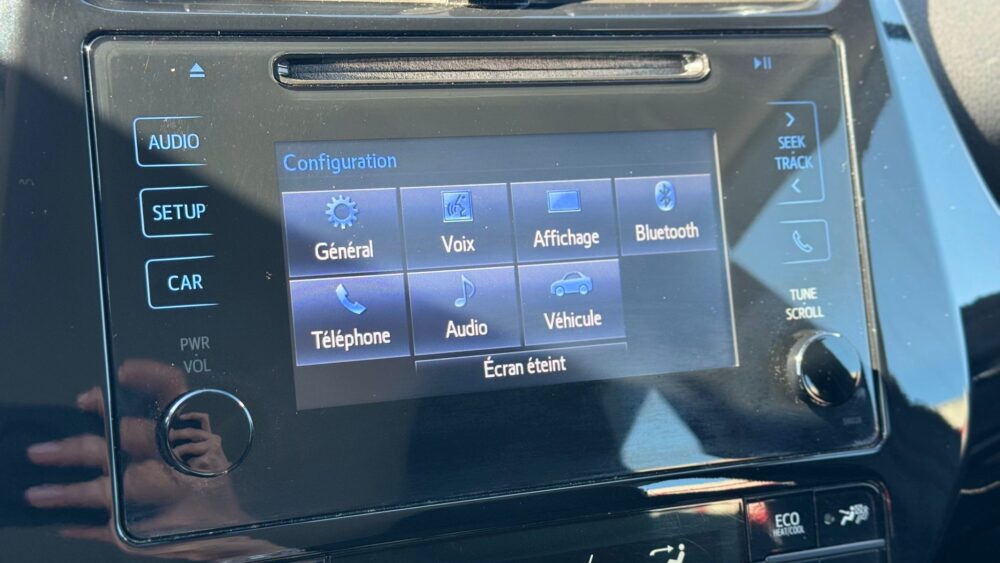 AUDIO
SETUP
CAR
PWR
VOL
Configuration
Général
Voix
Affichage
Bluetooth
Téléphone
Audio
Véhicule
Écran éteint
SEEK
TRACK
TUNE
SCROLL
ECO
HEAT/COOL